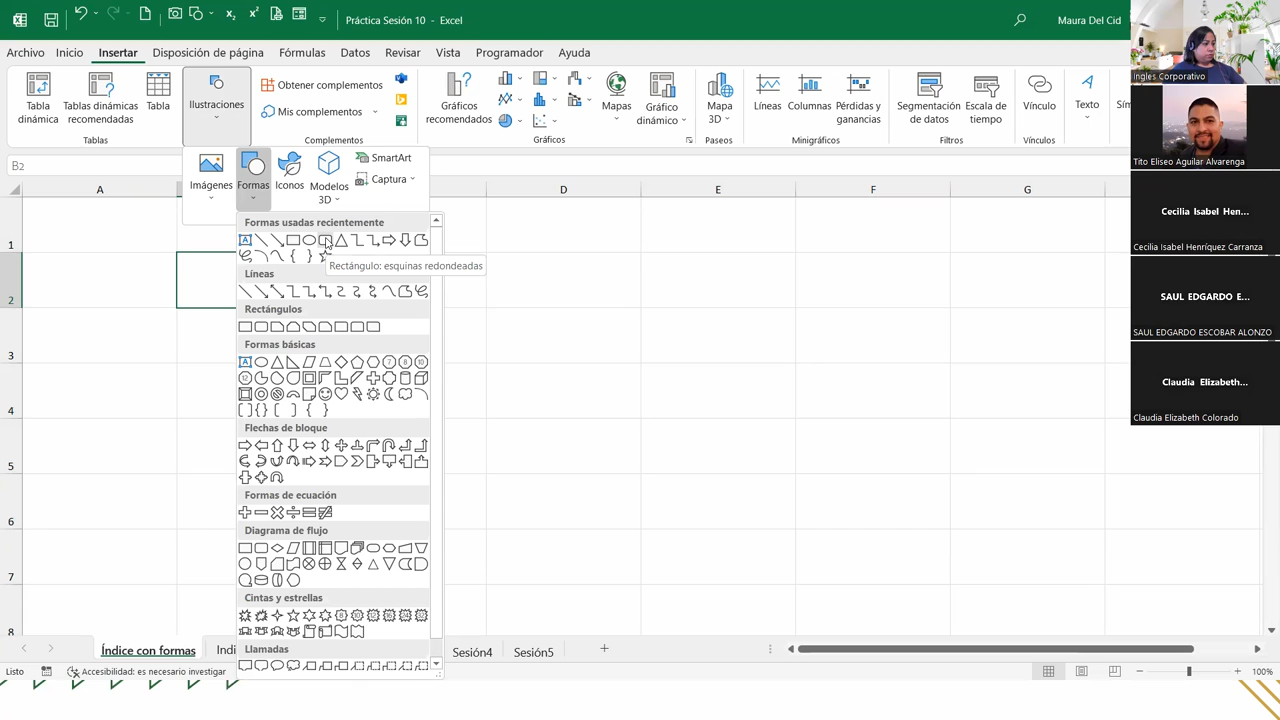 Práctica Sesión 10 - Excel
Maura Del Cid
Archivo Inicio Insertar Disposición de página Fórmulas Datos Revisar Vista Programador Ayuda
Tabla dinámica
Tablas dinámicas recomendadas
Tabla
Tablas
Ilustraciones
Obtener complementos
Mis complementos
Complementos
Gráficos recomendados
Mapas
Gráfico dinámico
Gráficos
Mapa 3D
Paseos
Líneas
Columnas
Pérdidas y ganancias
Minigráficos
Segmentación de datos
Escala de tiempo
Filtros
Vínculo
Vínculos
Texto
Imágenes
Formas
Iconos
Modelos 3D
SmartArt
Captura
B2
A D E F G
1
2
3
4
5
6
7
8
Formas usadas recientemente
Rectángulo: esquinas redondeadas
Líneas
Rectángulos
Formas básicas
Flechas de bloque
Formas de ecuación
Diagrama de flujo
Cintas y estrellas
Llamadas
Índice con formas
Indi
Sesión4
Sesión5
Listo
Accesibilidad: es necesario investigar
100%
Ingles Corporativo
Tito Eliseo Aguilar Alvarenga
Cecilia Isabel Hen...
Cecilia Isabel Henríquez Carranza
SAUL EDGARDO E...
SAUL EDGARDO ESCOBAR ALONZO
Claudia Elizabeth...
Claudia Elizabeth Colorado